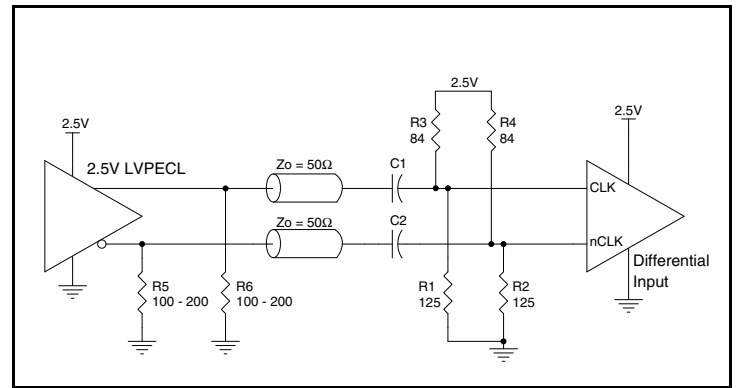 2.5V
R3
84
R4
84
2.5V
2.5V
2.5V LVPECL
Zo = 50Ω
C1
CLK
Zo = 50Ω
C2
nCLK
Differential
Input
R5
100 - 200
R6
100 - 200
R1
125
R2
125